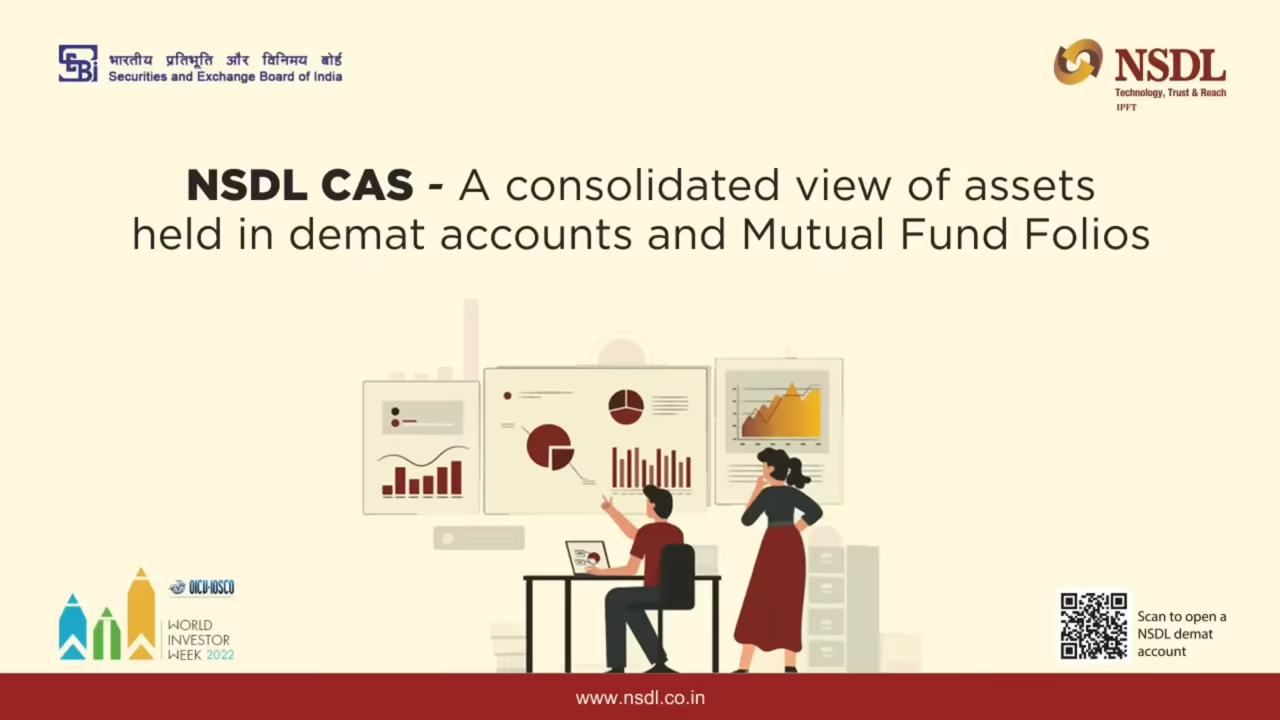 SEBI
भारतीय प्रतिभूति और विनिमय बोर्ड
Securities and Exchange Board of India
NSDL
Technology, Trust & Reach
IPFT
NSDL CAS - A consolidated view of assets
held in demat accounts and Mutual Fund Folios
OICU-IOSCO
WORLD
INVESTOR
WEEK 2022
Scan to open a
NSDL demat
account
www.nsdl.co.in